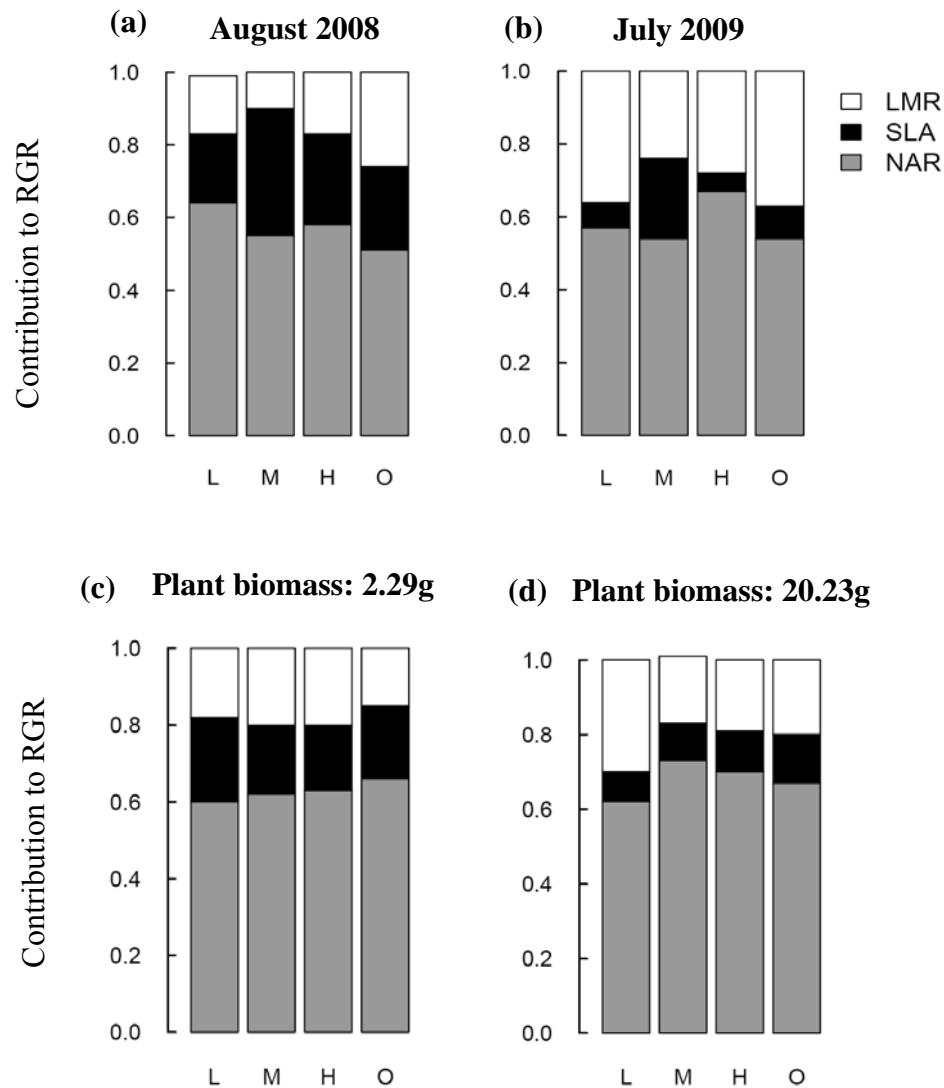 (a) August 2008
(b) July 2009
Contribution to RGR
1.0
0.8
0.6
0.4
0.2
0.0
L M H O
1.0
0.8
0.6
0.4
0.2
0.0
L M H O
LMR
SLA
NAR
(c) Plant biomass: 2.29g
(d) Plant biomass: 20.23g
Contribution to RGR
1.0
0.8
0.6
0.4
0.2
0.0
L M H O
1.0
0.8
0.6
0.4
0.2
0.0
L M H O